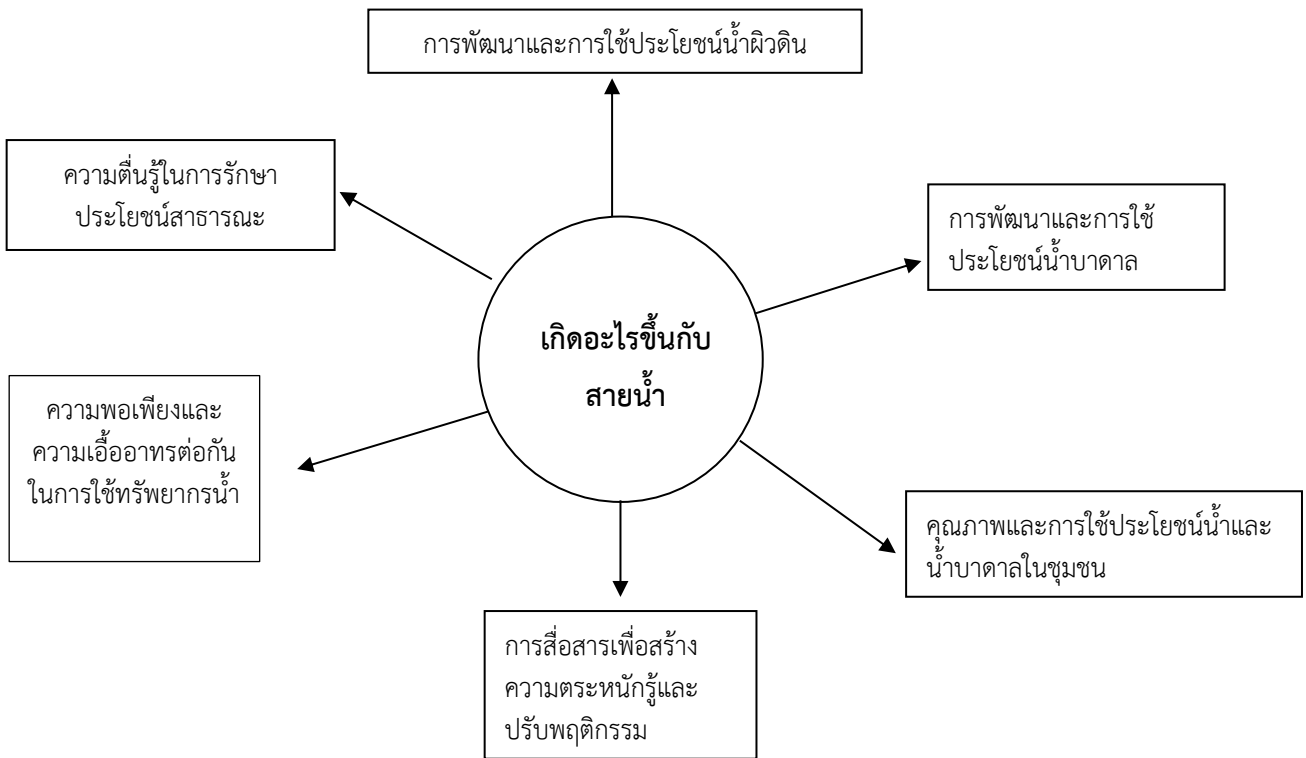 การพัฒนาและการใช้ประโยชน์น้ำผิวดิน
ความตื่นรู้ในการรักษา
ประโยชน์สาธารณะ
การพัฒนาและการใช้
ประโยชน์น้ำบาดาล
เกิดอะไรขึ้นกับ
สายน้ำ
ความพอเพียงและ
ความเอื้ออาทรต่อกัน
ในการใช้ทรัพยากรน้ำ
คุณภาพและการใช้ประโยชน์น้ำและ
น้ำบาดาลในชุมชน
การสื่อสารเพื่อสร้าง
ความตระหนักรู้และ
ปรับพฤติกรรม